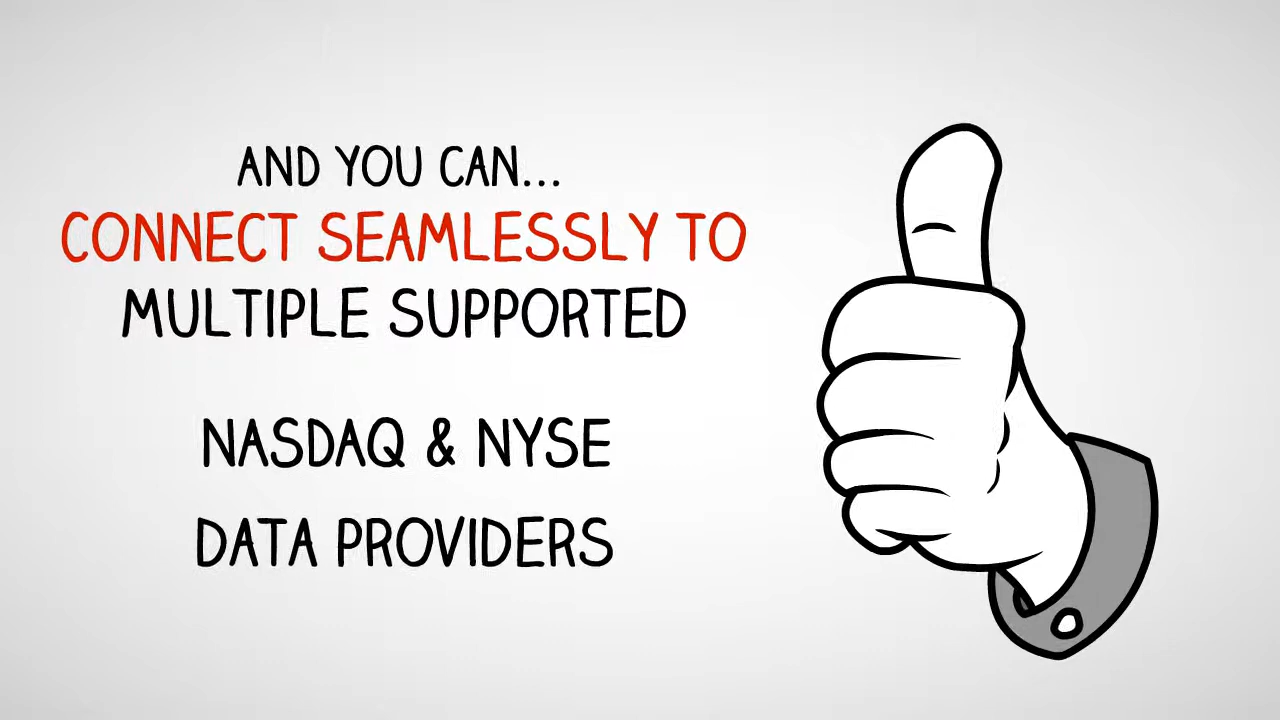 AND YOU CAN...
CONNECT SEAMLESSLY TO
MULTIPLE SUPPORTED
NASDAQ & NYSE
DATA PROVIDERS